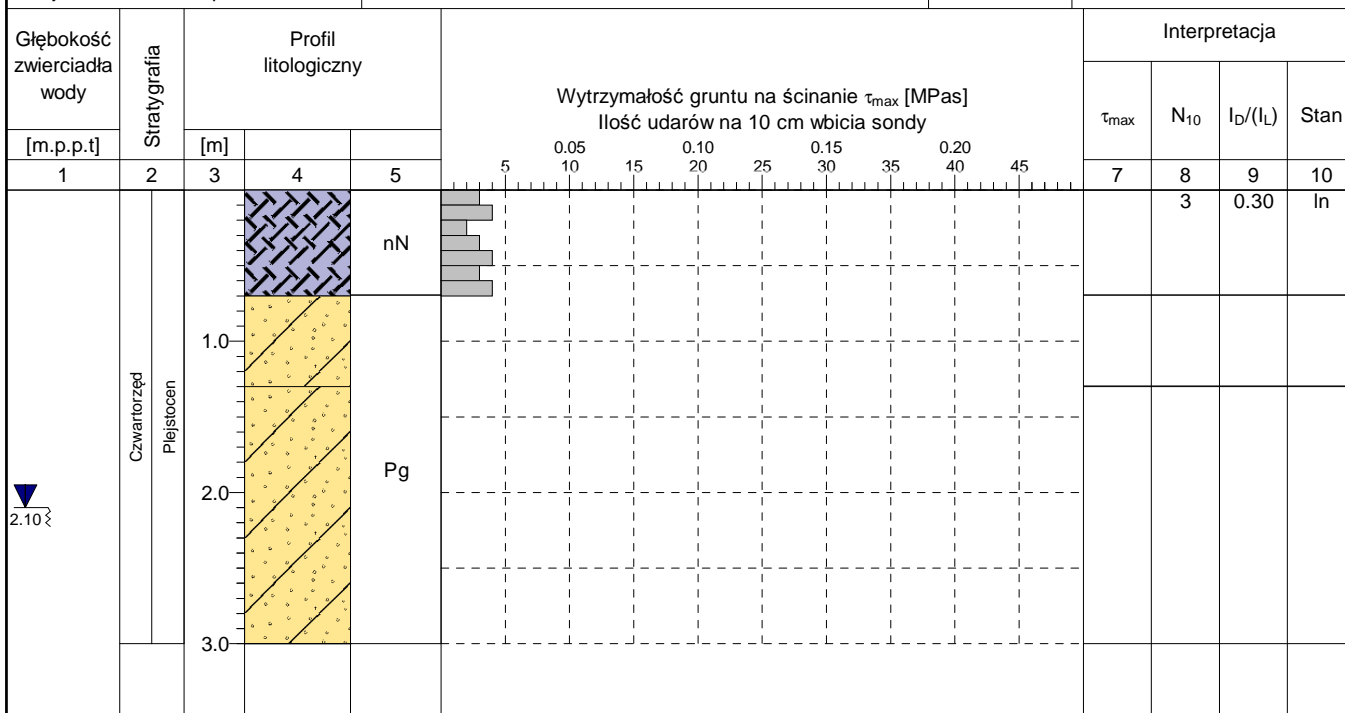 Głębokość
zwierciadła
wody
[m.p.p.t]
Stratygrafia
Profil
litologiczny
[m]
Wytrzymałość gruntu na ścinanie τmax [MPas]
Ilość udarów na 10 cm wbicia sondy
0.05 0.10 0.15 0.20
5 10 15 20 25 30 35 40 45
Interpretacja
τmax N10 ID/(IL) Stan
1 2 3 4 5 7 8 9 10
3 0.30 ln
nN
1.0
Czwartorzęd
Plejstocen
Pg
2.0
2.10
3.0